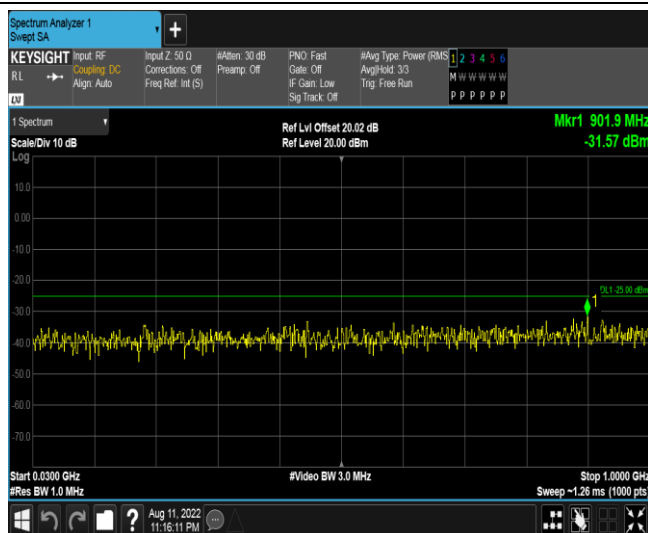 Spectrum Analyzer 1
Swept SA
+
KEYSIGHT
RL
Input: RF
Coupling: DC
Align: Auto
Input Z: 50 Ω
Corrections: Off
Freq Ref: Int (S)
#Atten: 30 dB
Preamp: Off
PNO: Fast
Gate: Off
IF Gain: Low
Sig Track: Off
#Avg Type: Power (RMS
Avg|Hold: 3/3
Trig: Free Run
1 2 3 4 5 6
M W W W W W
P P P P P P
LXI
1 Spectrum
Scale/Div 10 dB
Log
Ref Lvl Offset 20.02 dB
Ref Level 20.00 dBm
Mkr1 901.9 MHz
-31.57 dBm
10.0
0.00
-10.0
-20.0
DL1 -25.00 dBm
1
-30.0
-40.0
-50.0
-60.0
-70.0
Start 0.0300 GHz
#Res BW 1.0 MHz
#Video BW 3.0 MHz
Stop 1.0000 GHz
Sweep ~1.26 ms (1000 pts)
?
Aug 11, 2022
11:16:11 PM